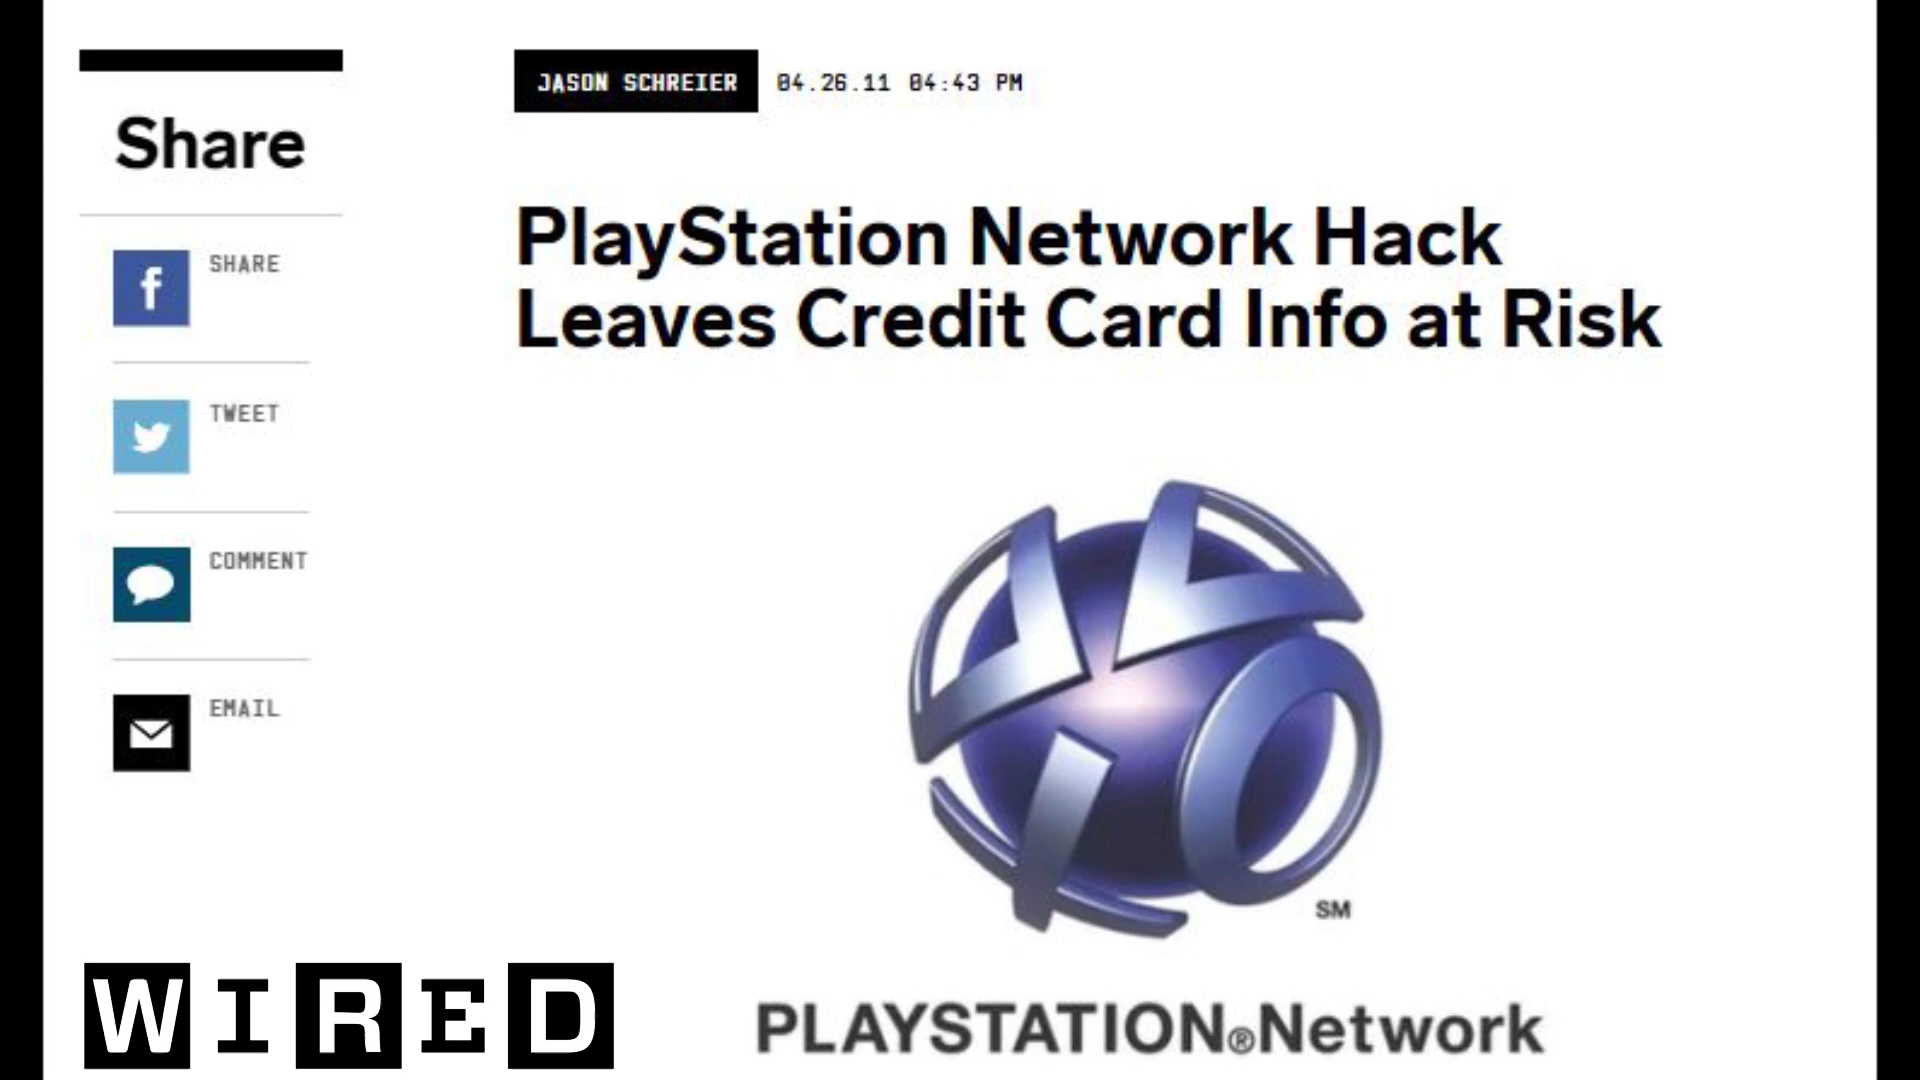 Share
SHARE
TWEET
COMMENT
EMAIL
JASON SCHREIER 04.26.11 04:43 PM
PlayStation Network Hack
Leaves Credit Card Info at Risk
SM
PLAYSTATION®Network
WIRED